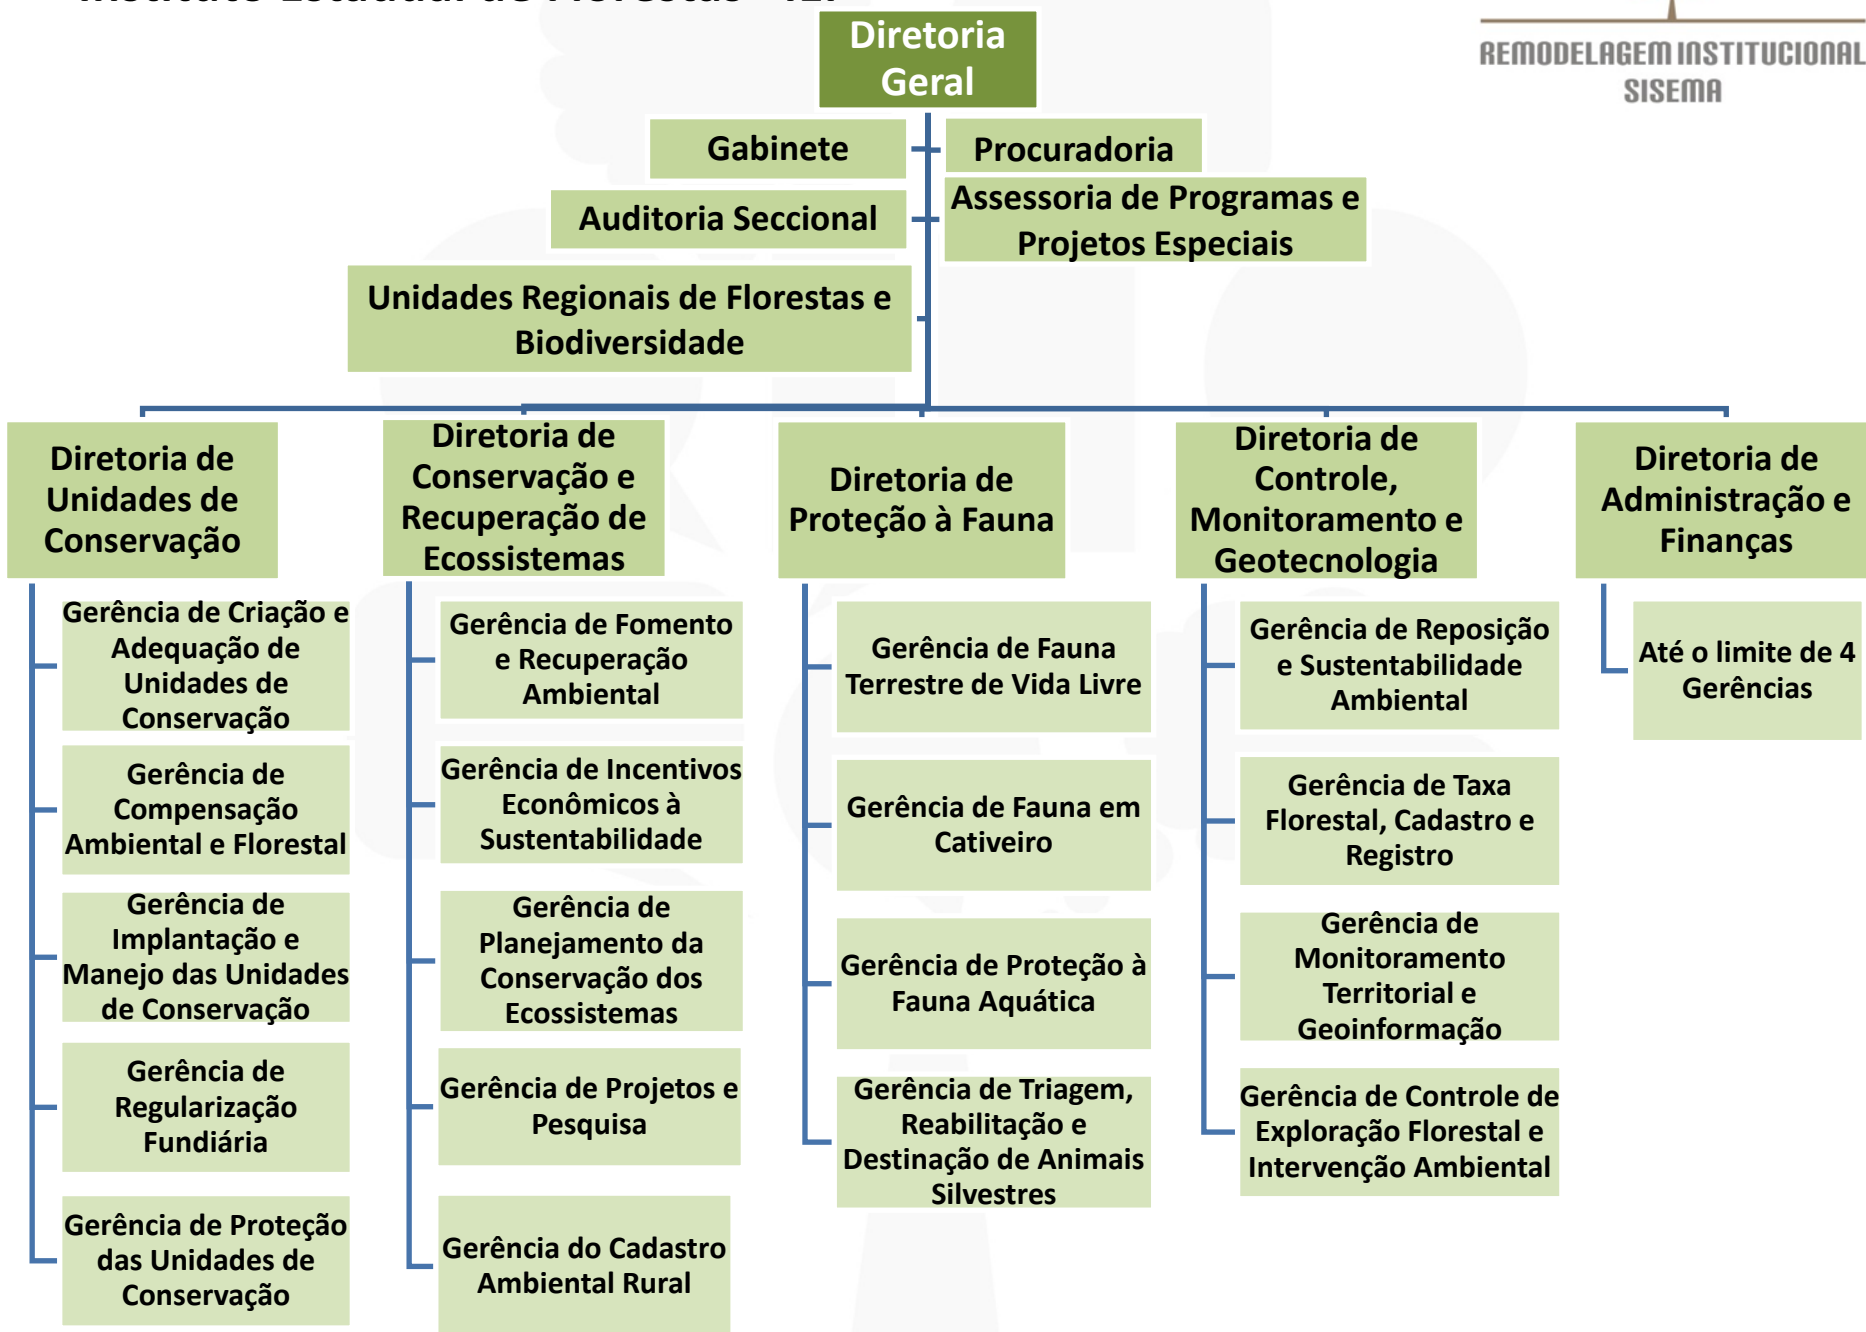 Diretoria
Geral
REMODELAGEM INSTITUCIONAL
SISEMA
Gabinete
Procuradoria
Auditoria Seccional
Assessoria de Programas e
Projetos Especiais
Unidades Regionais de Florestas e
Biodiversidade
Diretoria de
Unidades de
Conservação
Diretoria de
Conservação e
Recuperação de
Ecossistemas
Diretoria de
Proteção à Fauna
Diretoria de
Controle,
Monitoramento e
Geotecnologia
Diretoria de
Administração e
Finanças
Gerência de Criação e
Adequação de
Unidades de
Conservação
Gerência de
Compensação
Ambiental e Florestal
Gerência de
Implantação e
Manejo das Unidades
de Conservação
Gerência de
Regularização
Fundiária
Gerência de Proteção
das Unidades de
Conservação
Gerência de Fomento
e Recuperação
Ambiental
Gerência de Incentivos
Econômicos à
Sustentabilidade
Gerência de
Planejamento da
Conservação dos
Ecossistemas
Gerência de Projetos e
Pesquisa
Gerência do Cadastro
Ambiental Rural
Gerência de Fauna
Terrestre de Vida Livre
Gerência de Fauna em
Cativeiro
Gerência de Proteção à
Fauna Aquática
Gerência de Triagem,
Reabilitação e
Destinação de Animais
Silvestres
Gerência de Reposição
e Sustentabilidade
Ambiental
Gerência de Taxa
Florestal, Cadastro e
Registro
Gerência de
Monitoramento
Territorial e
Geoinformação
Gerência de Controle de
Exploração Florestal e
Intervenção Ambiental
Até o limite de 4
Gerências